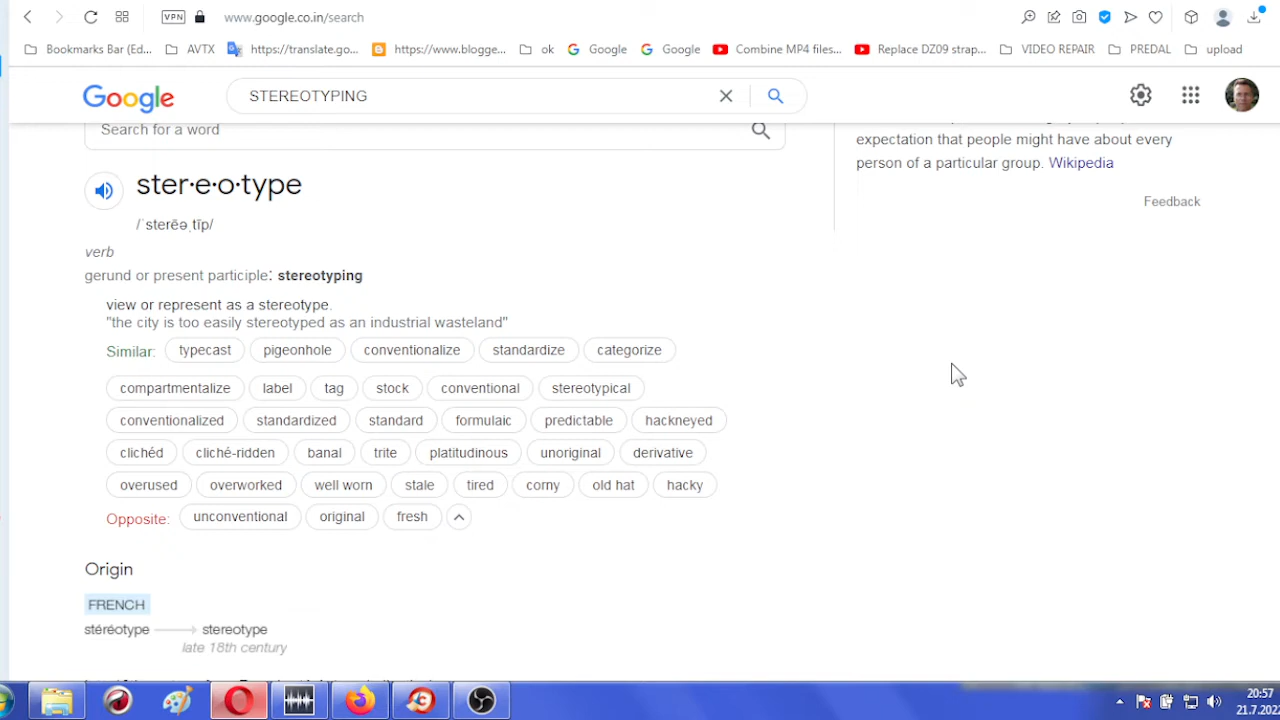 VPN www.google.co.in/search
Bookmarks Bar (Ed... AVTX https://translate.go... https://www.blogge... ok Google Google Combine MP4 files... Replace DZ09 strap... VIDEO REPAIR PREDAL upload
Google STEREOTYPING
Search for a word
expectation that people might have about every
person of a particular group. Wikipedia
Feedback
ster·e·o·type
/ˈsterēəˌtīp/
verb
gerund or present participle: stereotyping
view or represent as a stereotype.
"the city is too easily stereotyped as an industrial wasteland"
Similar: typecast pigeonhole conventionalize standardize categorize
compartmentalize label tag stock conventional stereotypical
conventionalized standardized standard formulaic predictable hackneyed
clichéd cliché-ridden banal trite platitudinous unoriginal derivative
overused overworked well worn stale tired corny old hat hacky
Opposite: unconventional original fresh
Origin
FRENCH
stéréotype stereotype
late 18th century
20:57
21.7.202